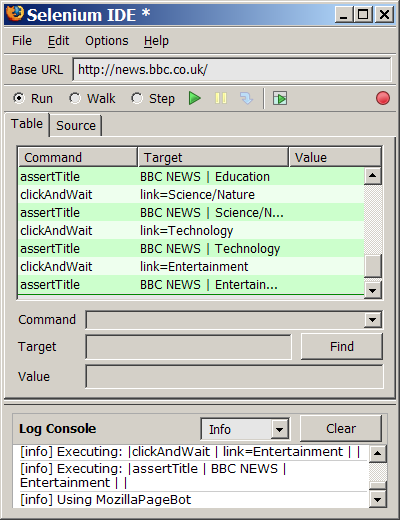 Selenium IDE *
File Edit Options Help
Base URL http://news.bbc.co.uk/
Run Walk Step
Table Source
Command Target Value
assertTitle BBC NEWS | Education
clickAndWait link=Science/Nature
assertTitle BBC NEWS | Science/N...
clickAndWait link=Technology
assertTitle BBC NEWS | Technology
clickAndWait link=Entertainment
assertTitle BBC NEWS | Entertain...
Command
Target Find
Value
Log Console Info Clear
[info] Executing: |clickAndWait | link=Entertainment | |
[info] Executing: |assertTitle | BBC NEWS |
Entertainment | |
[info] Using MozillaPageBot